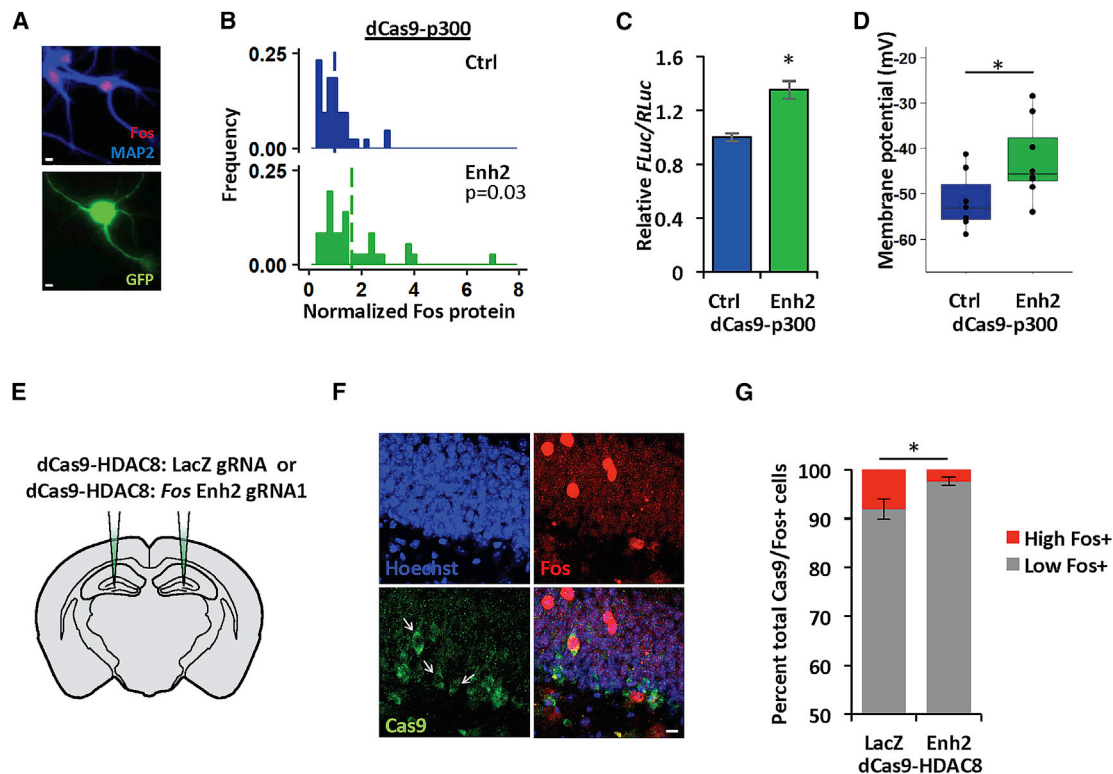 A
Fos
MAP2
GFP
B
dCas9-p300
0.25
Ctrl
0.00
Frequency
0.25
Enh2
p=0.03
0.00
0 2 4 6 8
Normalized Fos protein
C
Relative FLuc/RLuc
1.6
1.2
0.8
0.4
0
*
Ctrl Enh2
dCas9-p300
D
Membrane potential (mV)
-20
-30
-40
-50
-60
*
Ctrl Enh2
dCas9-p300
E
dCas9-HDAC8: LacZ gRNA or
dCas9-HDAC8: Fos Enh2 gRNA1
F
Hoechst
Fos
Cas9
G
Percent total Cas9/Fos+ cells
100
90
80
70
60
50
*
High Fos+
Low Fos+
LacZ Enh2
dCas9-HDAC8